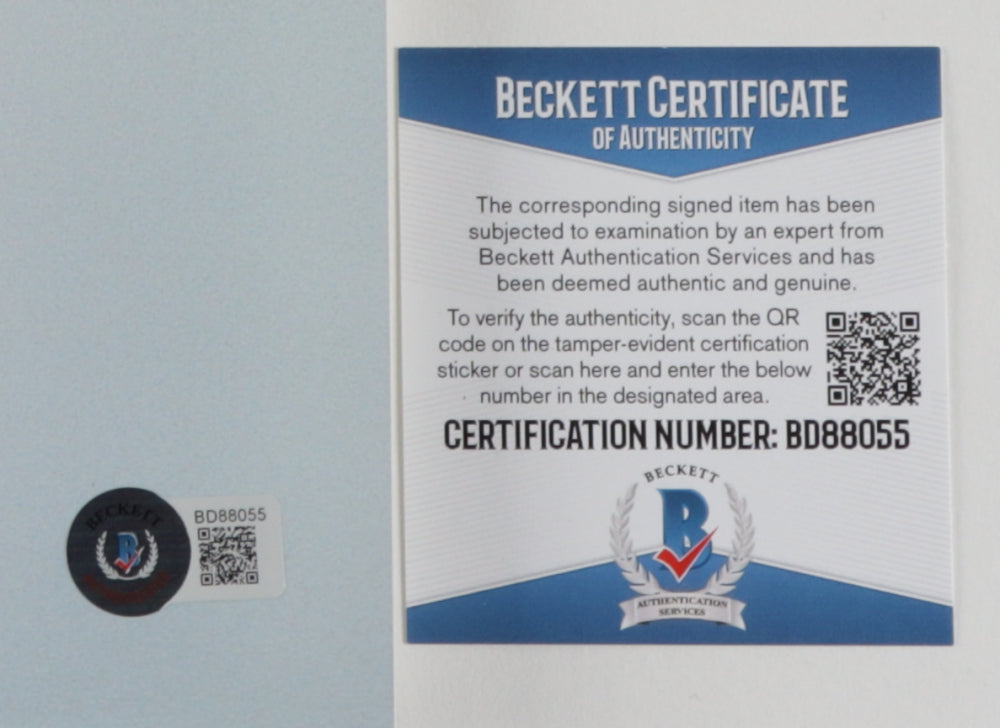 BECKETT CERTIFICATE
OF AUTHENTICITY
The corresponding signed item has been
subjected to examination by an expert from
Beckett Authentication Services and has
been deemed authentic and genuine.
To verify the authenticity, scan the QR
code on the tamper-evident certification
sticker or scan here and enter the below
number in the designated area.
CERTIFICATION NUMBER: BD88055
BECKETT
B
AUTHENTICATION
SERVICES
BECKETT
B
BD88055